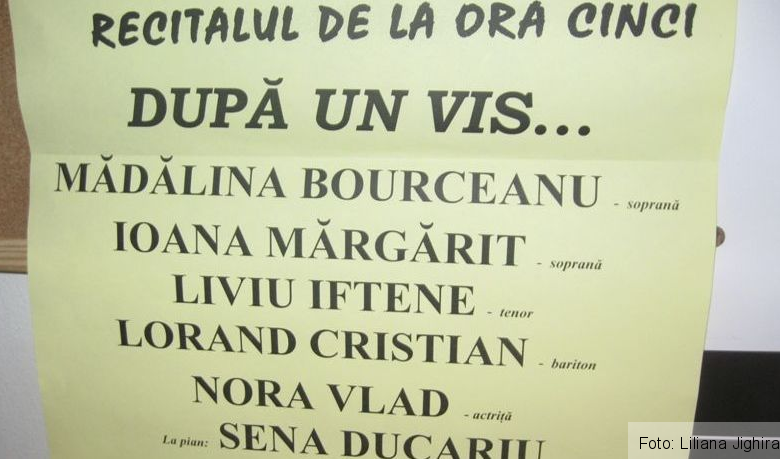 RECITALUL DE LA ORA CINCI
DUPĂ UN VIS...
MĂDĂLINA BOURCEANU - soprană
IOANA MĂRGĂRIT - soprană
LIVIU IFTENE - tenor
LORAND CRISTIAN - bariton
NORA VLAD - actriță
La pian: SENA DUCARIU
Foto: Liliana Jighira